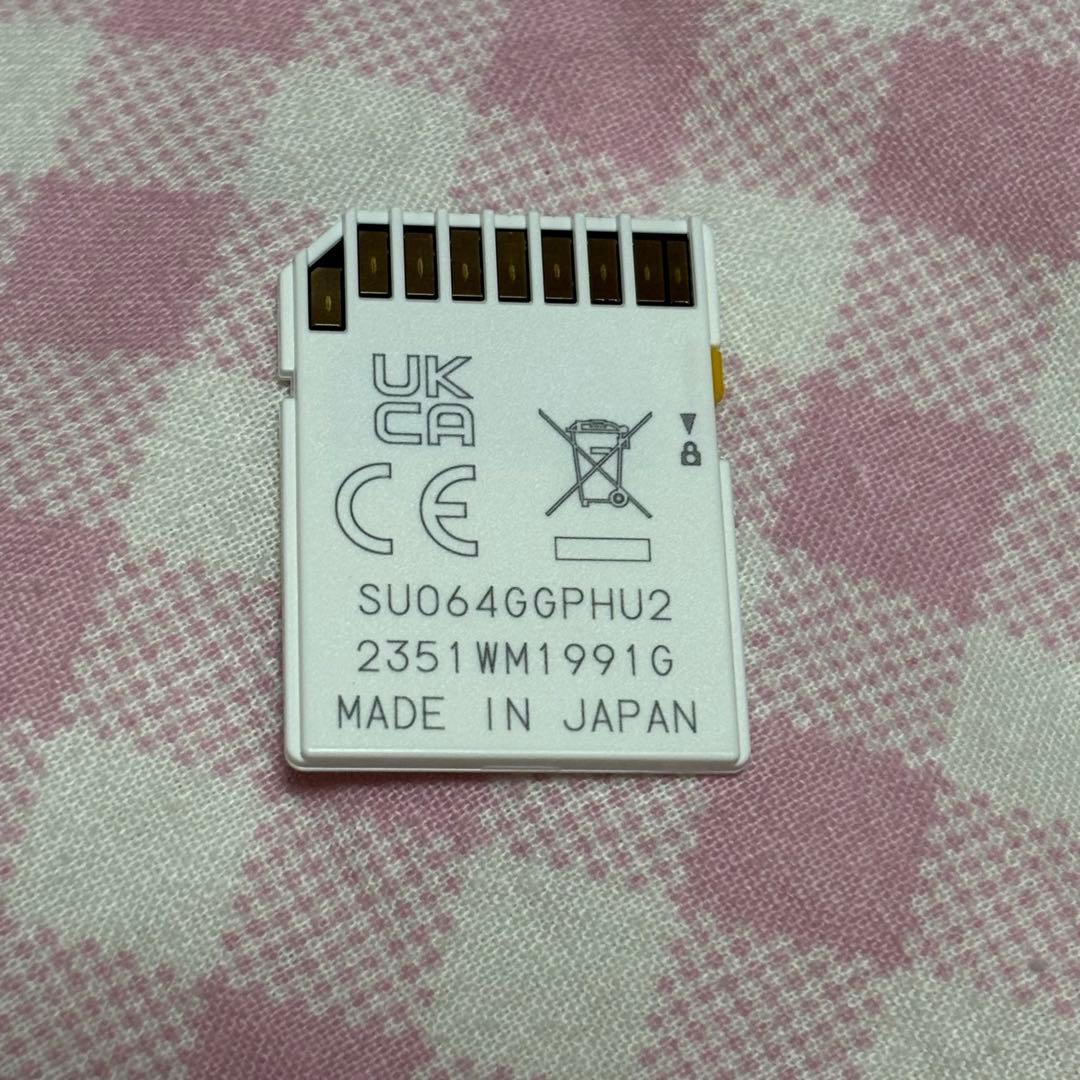 UK
CA
CE
SU064GGPHU2
2351WM1991G
MADE IN JAPAN